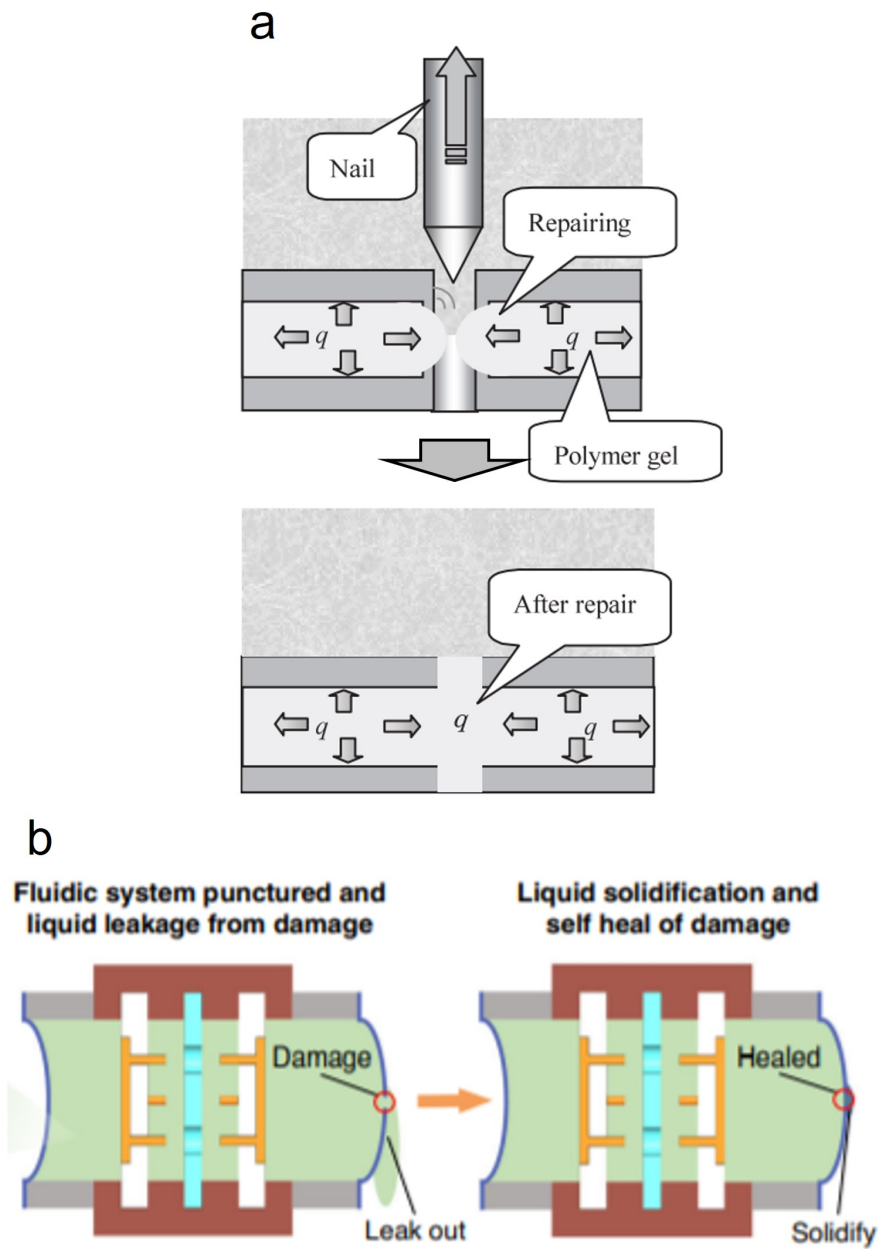 a
Nail
Repairing
q
q
Polymer gel
After repair
q
q
q
b
Fluidic system punctured and
liquid leakage from damage
Liquid solidification and
self heal of damage
Damage
Healed
Leak out
Solidify